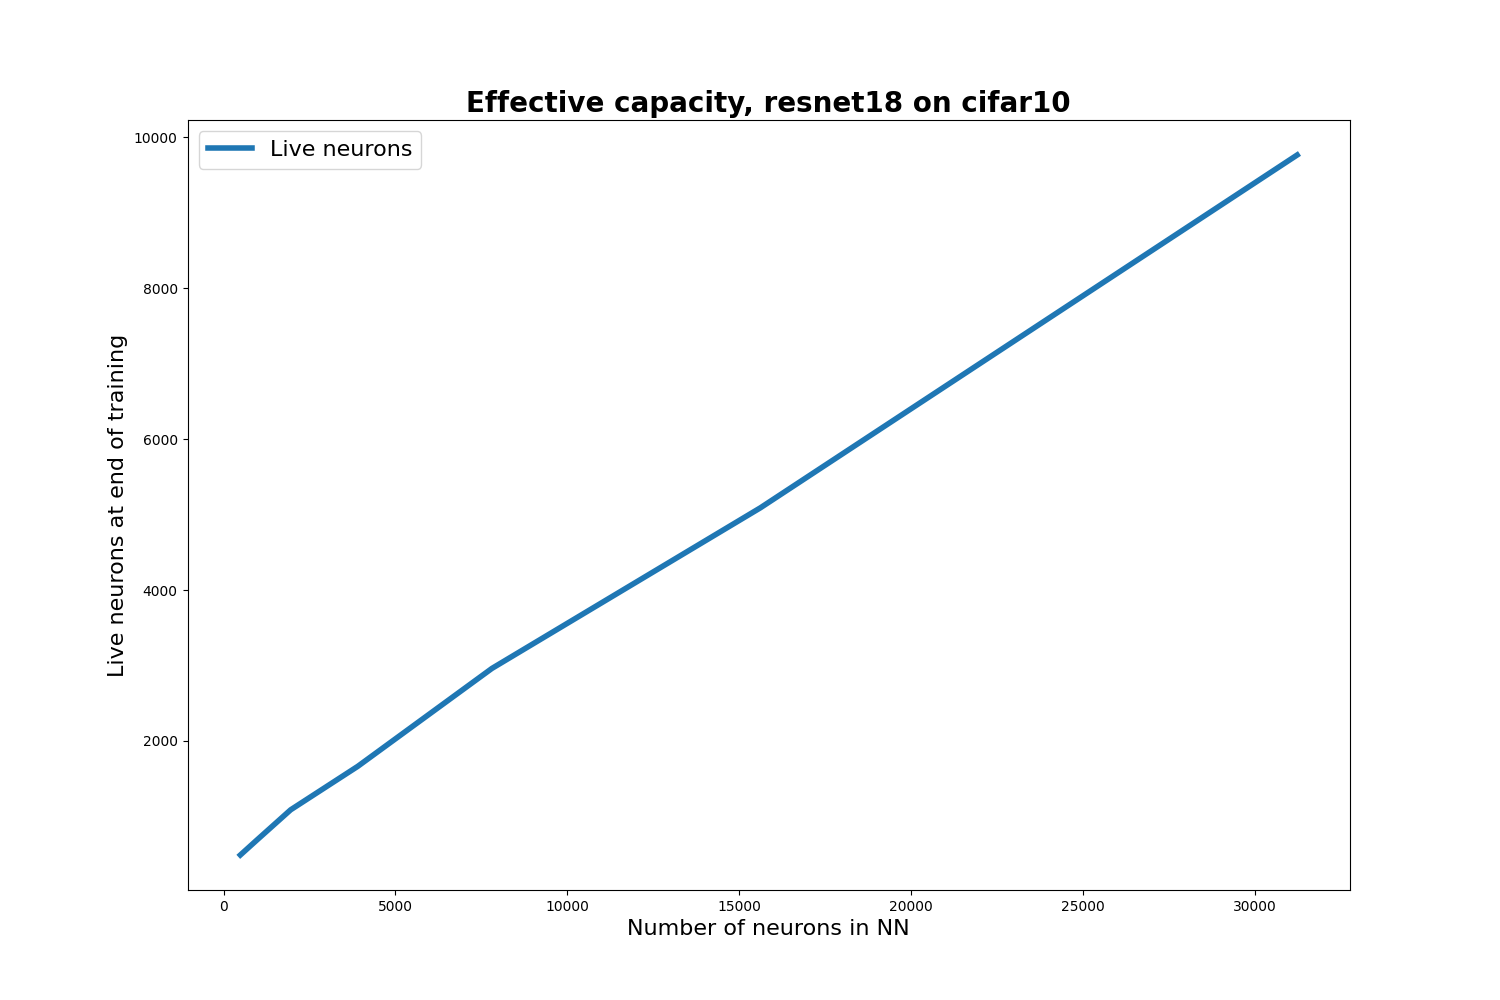 Effective capacity, resnet18 on cifar10
Live neurons
10000
8000
6000
4000
2000
Live neurons at end of training
0 5000 10000 15000 20000 25000 30000
Number of neurons in NN